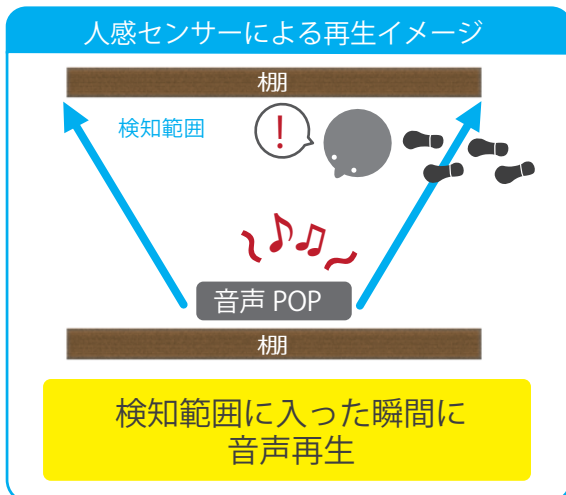 人感センサーによる再生イメージ
棚
検知範囲
!
音声 POP
棚
検知範囲に入った瞬間に
音声再生